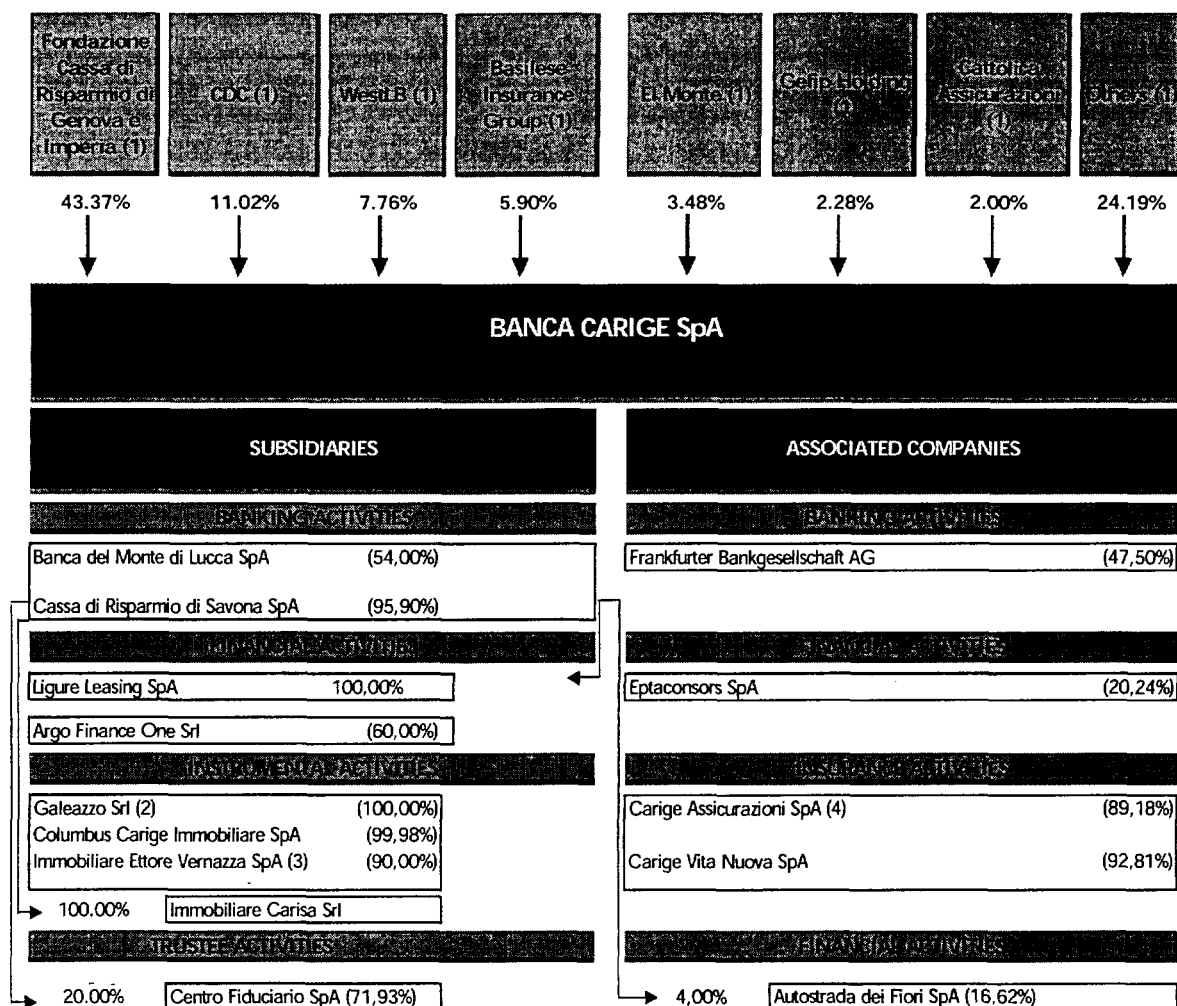 Fondazione
Cassa di
Risparmio di
Genova e
Imperia (1)
CDC (1)
WestLB (1)
Basilese
Insurance
Group (1)
El Monte (1)
Gefip Holding
(1)
Cattolica
Assicurazioni
(1)
Others (1)
43.37% 11.02% 7.76% 5.90% 3.48% 2.28% 2.00% 24.19%
BANCA CARIGE SpA
SUBSIDIARIES
ASSOCIATED COMPANIES
BANKING ACTIVITIES
BANKING ACTIVITIES
Banca del Monte di Lucca SpA (54,00%)
Frankfurter Bankgesellschaft AG (47,50%)
Cassa di Risparmio di Savona SpA (95,90%)
FINANCIAL ACTIVITIES
FINANCIAL ACTIVITIES
Ligure Leasing SpA 100,00%
Eptaconsors SpA (20,24%)
Argo Finance One Srl (60,00%)
INSTRUMENTAL ACTIVITIES
INSURANCE ACTIVITIES
Galeazzo Srl (2) (100,00%)
Carige Assicurazioni SpA (4) (89,18%)
Columbus Carige Immobiliare SpA (99,98%)
Immobiliare Ettore Vernazza SpA (3) (90,00%)
Carige Vita Nuova SpA (92,81%)
100.00% Immobiliare Carisa Srl
TRUSTEE ACTIVITIES
FINANCIAL ACTIVITIES
20.00% Centro Fiduciario SpA (71,93%)
4,00% Autostrada dei Fiori SpA (16,62%)